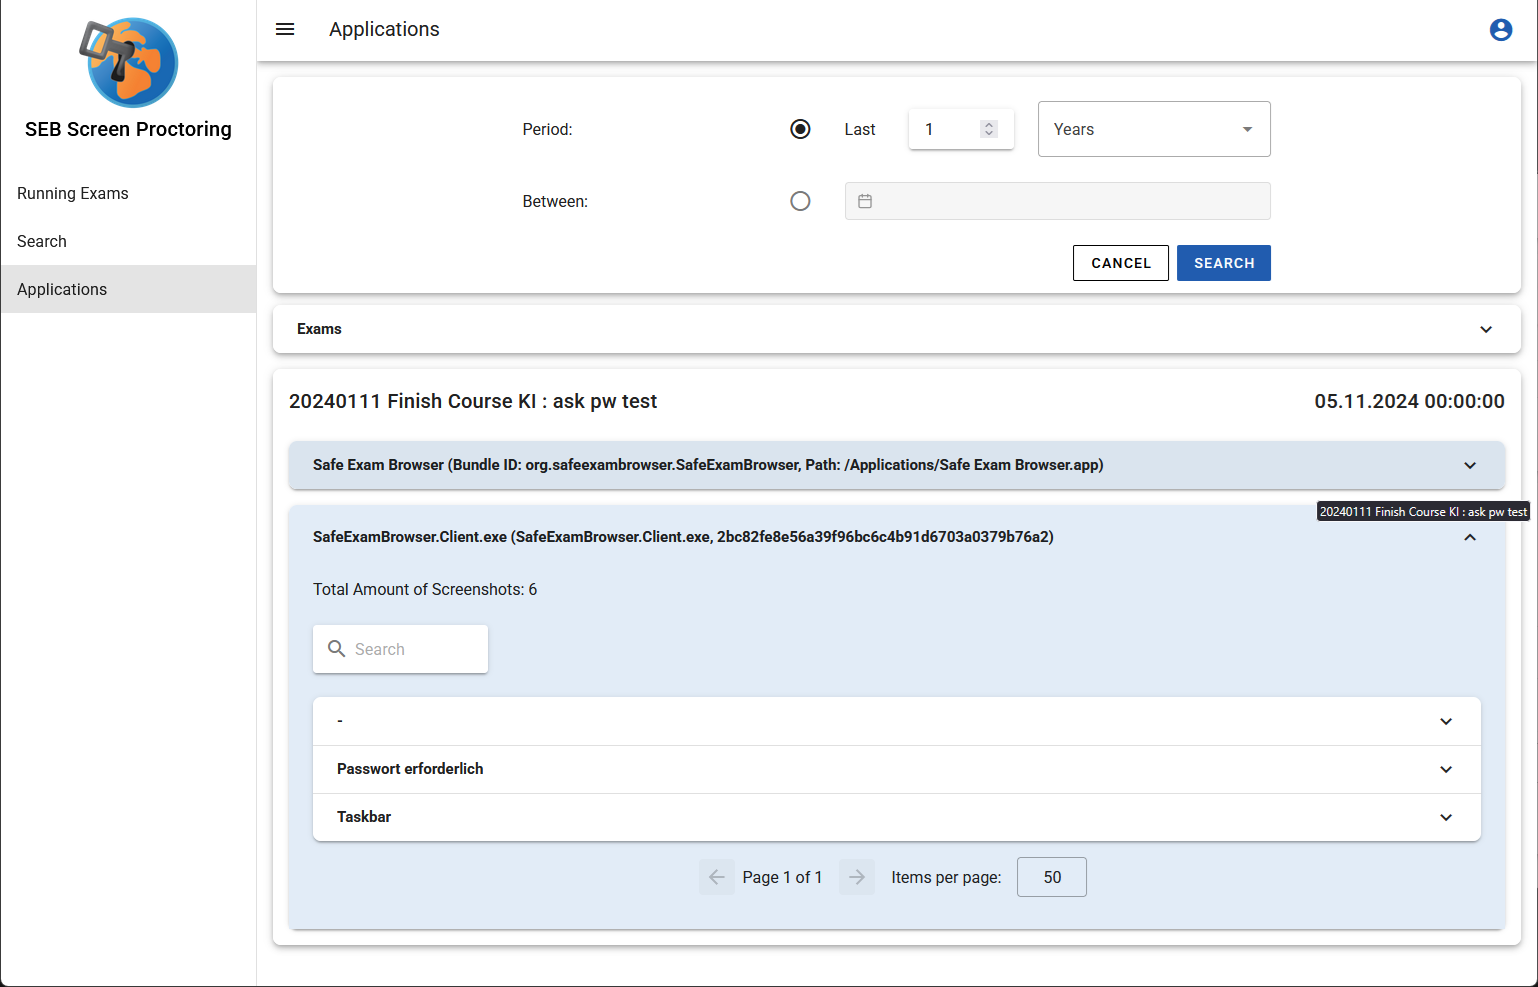 SEB Screen Proctoring
Running Exams
Search
Applications
Applications
Period:
Last
1
Years
Between:
CANCEL
SEARCH
Exams
20240111 Finish Course KI : ask pw test
05.11.2024 00:00:00
Safe Exam Browser (Bundle ID: org.safeexambrowser.SafeExamBrowser, Path: /Applications/Safe Exam Browser.app)
20240111 Finish Course KI : ask pw test
SafeExamBrowser.Client.exe (SafeExamBrowser.Client.exe, 2bc82fe8e56a39f96bc6c4b91d6703a0379b76a2)
Total Amount of Screenshots: 6
Search
-
Passwort erforderlich
Taskbar
Page 1 of 1
Items per page:
50